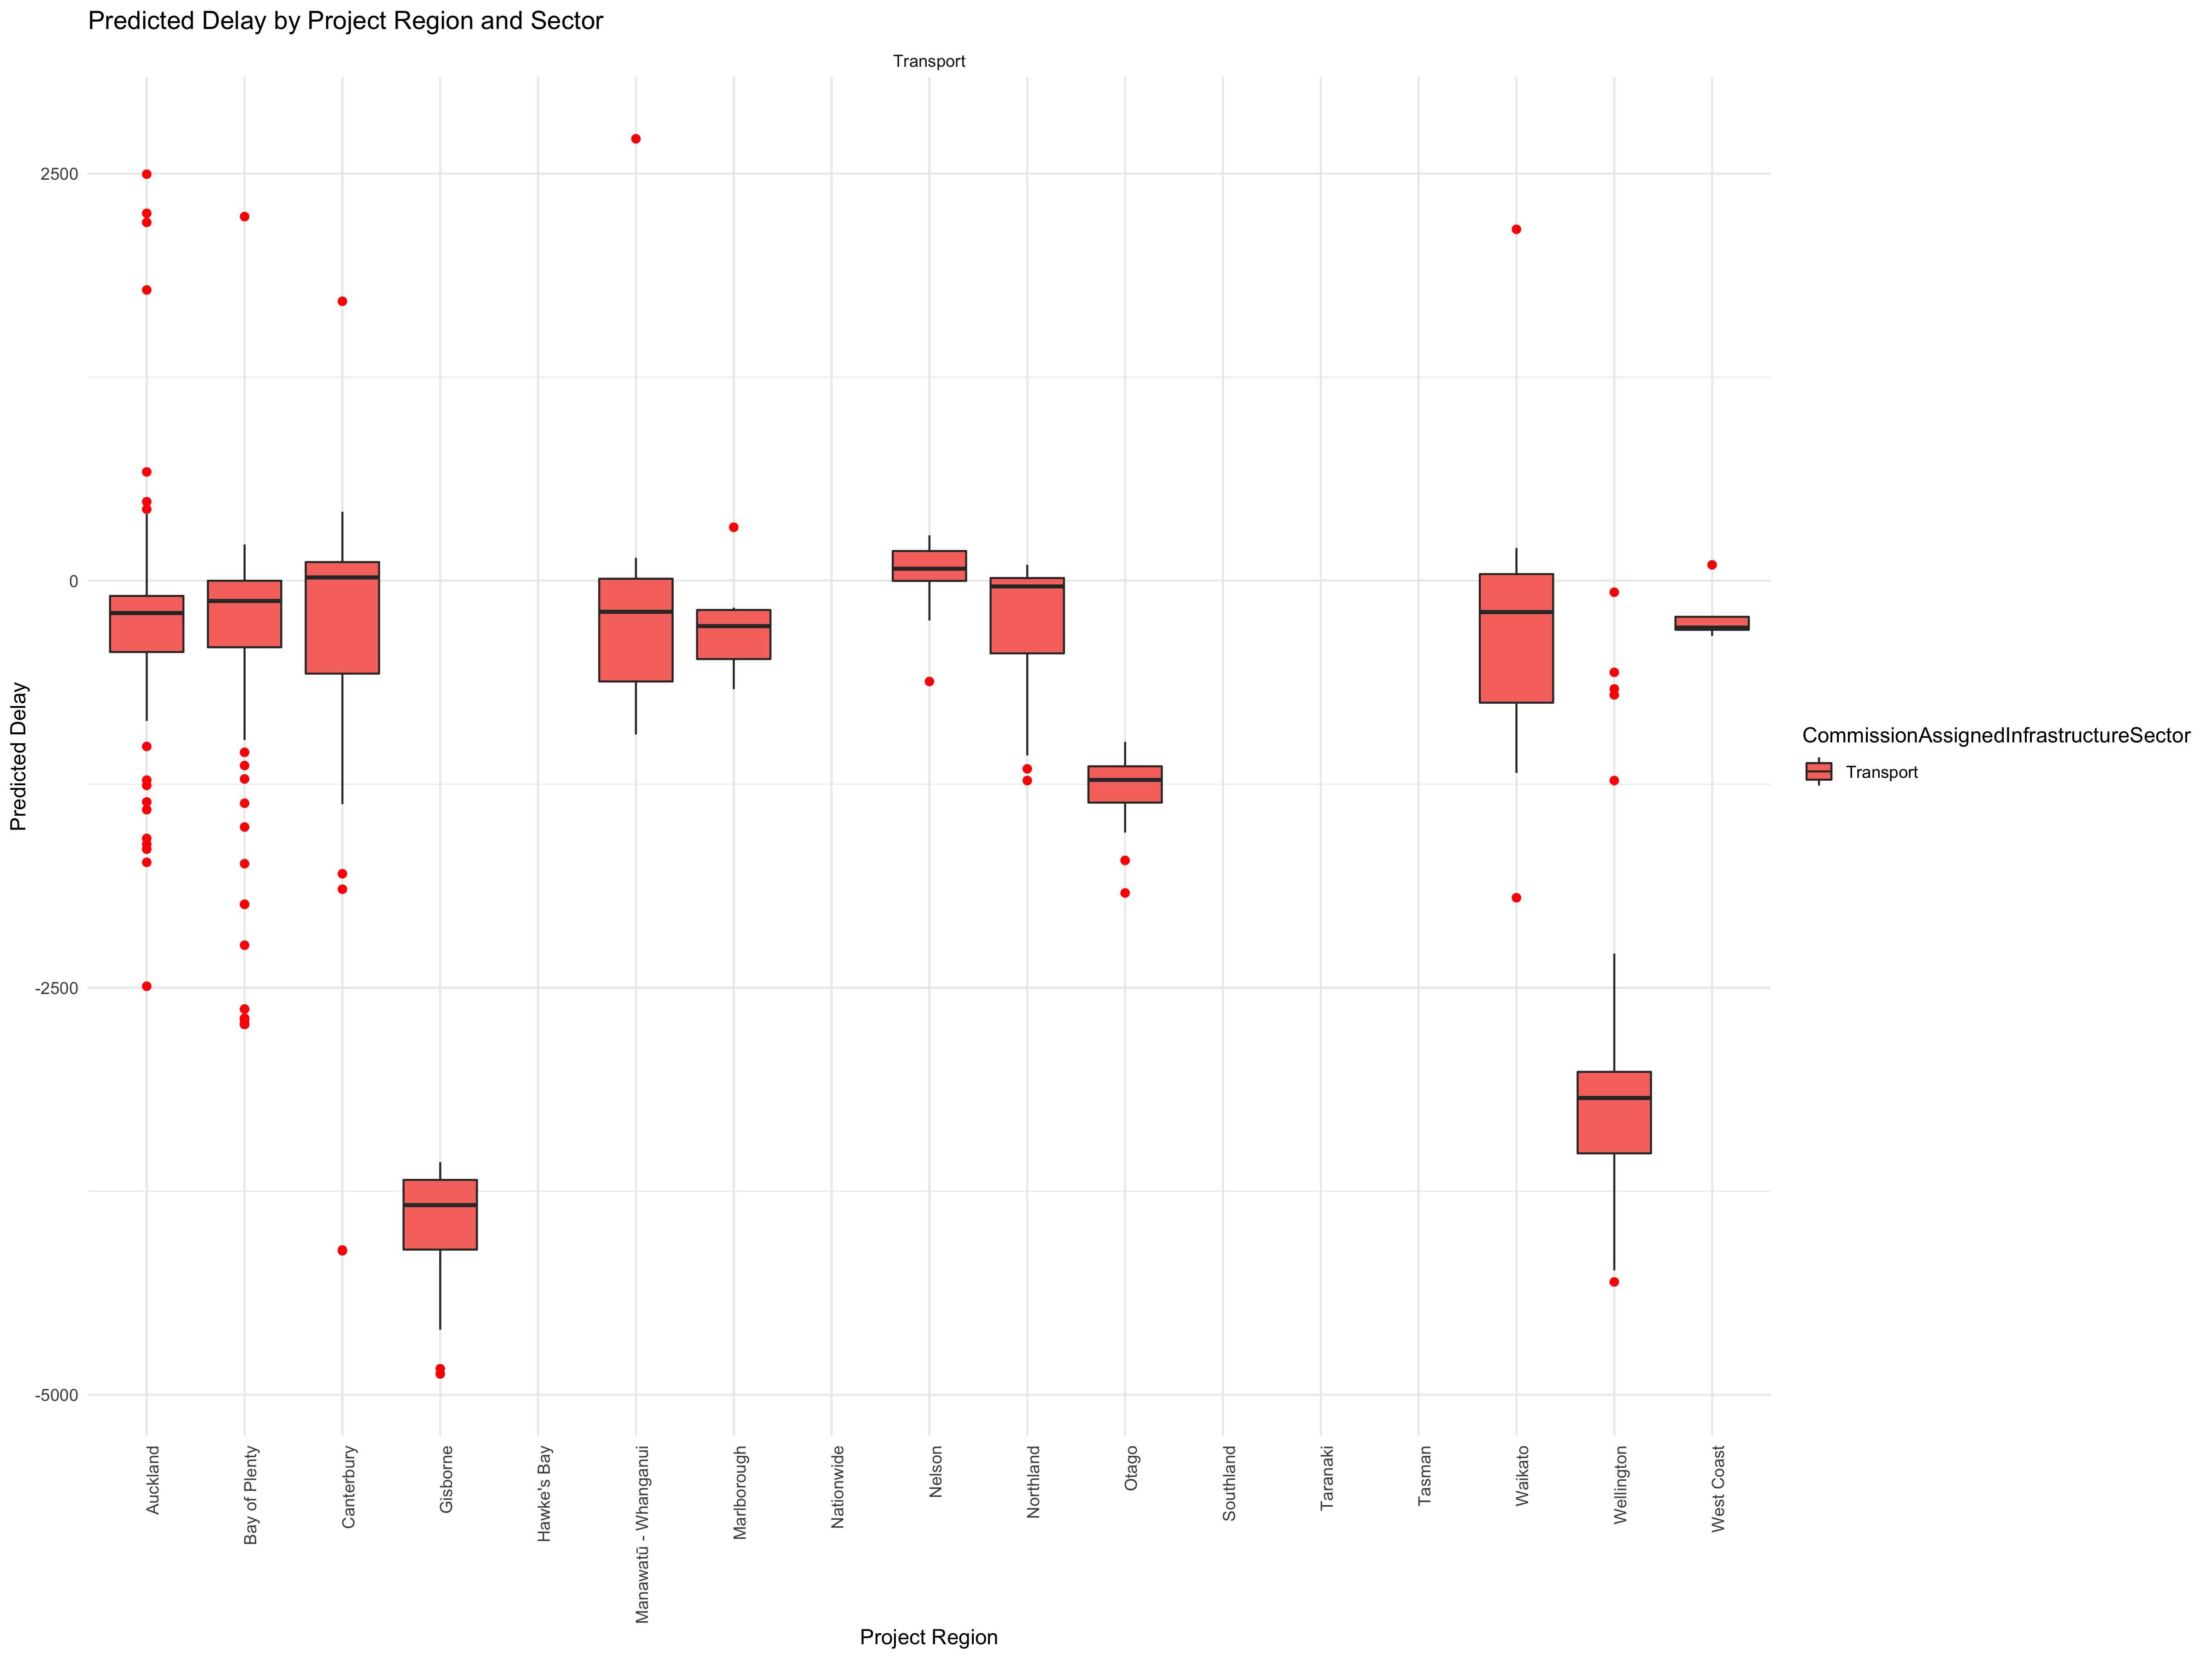 Predicted Delay by Project Region and Sector
Transport
2500
0
-2500
-5000
Predicted Delay
Auckland
Bay of Plenty
Canterbury
Gisborne
Hawke's Bay
Manawatū - Whanganui
Marlborough
Nationwide
Nelson
Northland
Otago
Southland
Taranaki
Tasman
Waikato
Wellington
West Coast
Project Region
CommissionAssignedInfrastructureSector
Transport